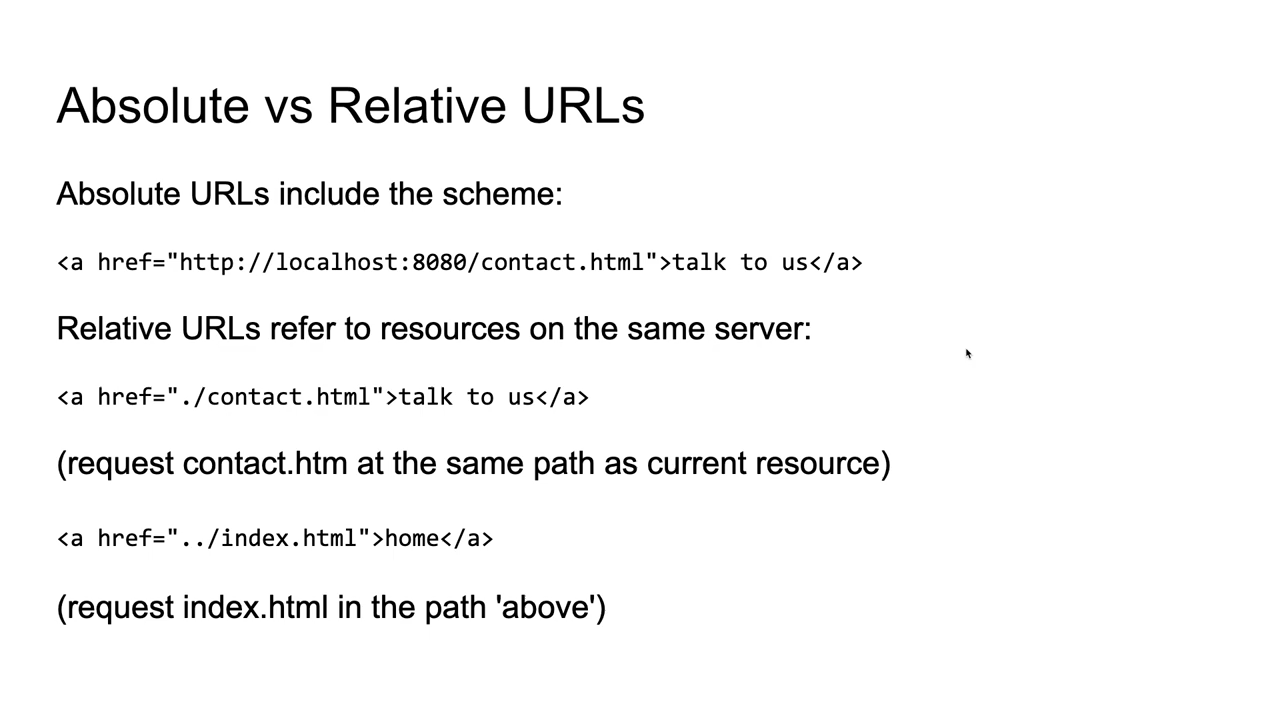 Absolute vs Relative URLs
Absolute URLs include the scheme:
<a href="http://localhost:8080/contact.html">talk to us</a>
Relative URLs refer to resources on the same server:
<a href="./contact.html">talk to us</a>
(request contact.htm at the same path as current resource)
<a href="../index.html">home</a>
(request index.html in the path 'above')